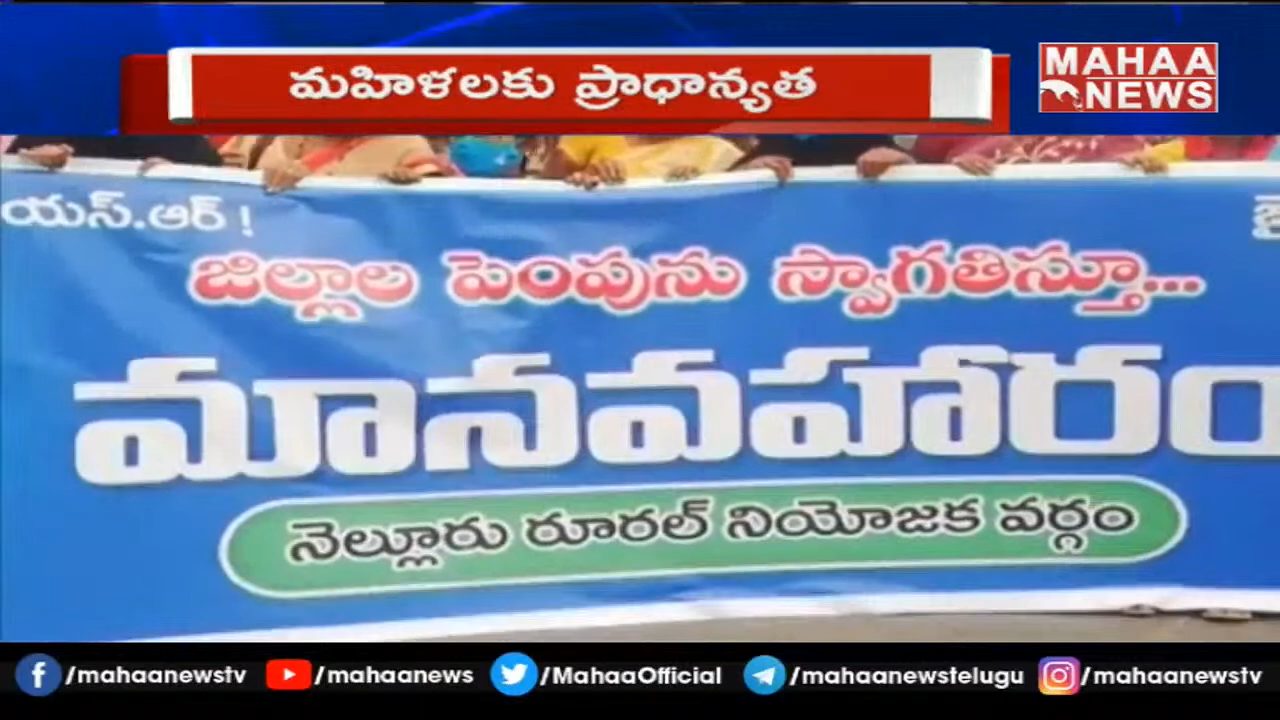 మహిళలకు ప్రాధాన్యత
MAHAA
NEWS
యస్.ఆర్ !
జిల్లాల పెంపును స్వాగతిస్తూ...
మానవహారం
నెల్లూరు రూరల్ నియోజక వర్గం
/mahaanewstv /mahaanews /MahaaOfficial /mahaanewstelugu /mahaanewstv